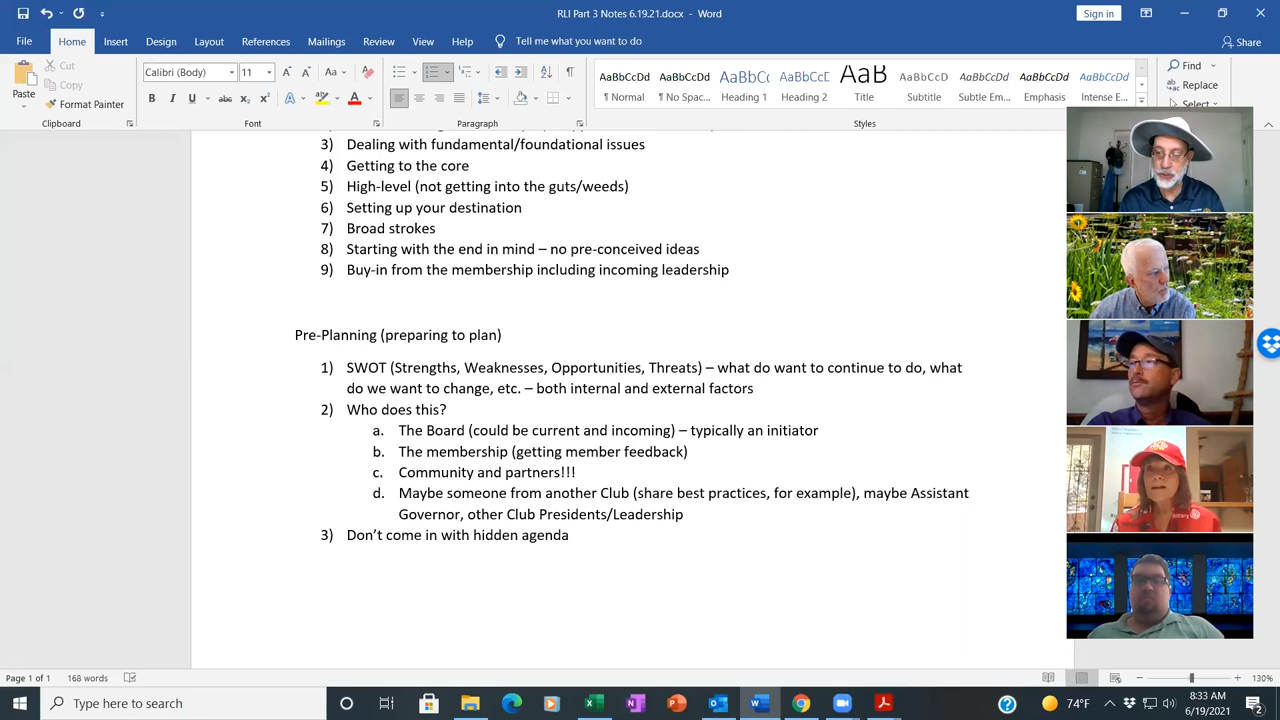 RLI Part 3 Notes 6.19.21.docx - Word
Sign in
File Home Insert Design Layout References Mailings Review View Help Tell me what you want to do Share
Paste
Cut
Copy
Format Painter
Clipboard
Calibri (Body) 11
Font
Paragraph
AaBbCcDd AaBbCcDd AaBbCc AaBbCcD AaB AaBbCcD AaBbCcDd AaBbCcDd AaBbCcDd
¶ Normal ¶ No Spac... Heading 1 Heading 2 Title Subtitle Subtle Em... Emphasis Intense E...
Styles
Find
Replace
Select
3) Dealing with fundamental/foundational issues
4) Getting to the core
5) High-level (not getting into the guts/weeds)
6) Setting up your destination
7) Broad strokes
8) Starting with the end in mind – no pre-conceived ideas
9) Buy-in from the membership including incoming leadership
Pre-Planning (preparing to plan)
1) SWOT (Strengths, Weaknesses, Opportunities, Threats) – what do want to continue to do, what
do we want to change, etc. – both internal and external factors
2) Who does this?
a. The Board (could be current and incoming) – typically an initiator
b. The membership (getting member feedback)
c. Community and partners!!!
d. Maybe someone from another Club (share best practices, for example), maybe Assistant
Governor, other Club Presidents/Leadership
3) Don't come in with hidden agenda
Page 1 of 1 168 words
130%
Type here to search
74°F
8:33 AM
6/19/2021